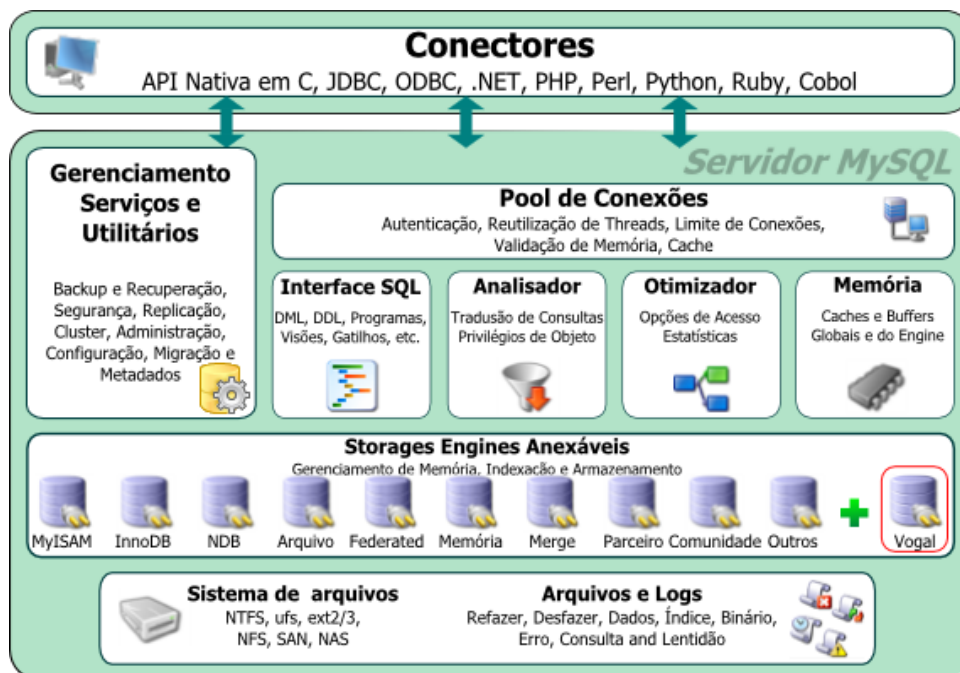 Conectores
API Nativa em C, JDBC, ODBC, .NET, PHP, Perl, Python, Ruby, Cobol
Servidor MySQL
Gerenciamento
Serviços e
Utilitários
Backup e Recuperação,
Segurança, Replicação,
Cluster, Administração,
Configuração, Migração e
Metadados
Pool de Conexões
Autenticação, Reutilização de Threads, Limite de Conexões,
Validação de Memória, Cache
Interface SQL
DML, DDL, Programas,
Visões, Gatilhos, etc.
Analisador
Tradução de Consultas
Privilégios de Objeto
Otimizador
Opções de Acesso
Estatísticas
Memória
Caches e Buffers
Globais e do Engine
Storages Engines Anexáveis
Gerenciamento de Memória, Indexação e Armazenamento
MyISAM
InnoDB
NDB
Arquivo
Federated
Memória
Merge
Parceiro
Comunidade
Outros
Vogal
Sistema de arquivos
NTFS, ufs, ext2/3,
NFS, SAN, NAS
Arquivos e Logs
Refazer, Desfazer, Dados, Índice, Binário,
Erro, Consulta and Lentidão